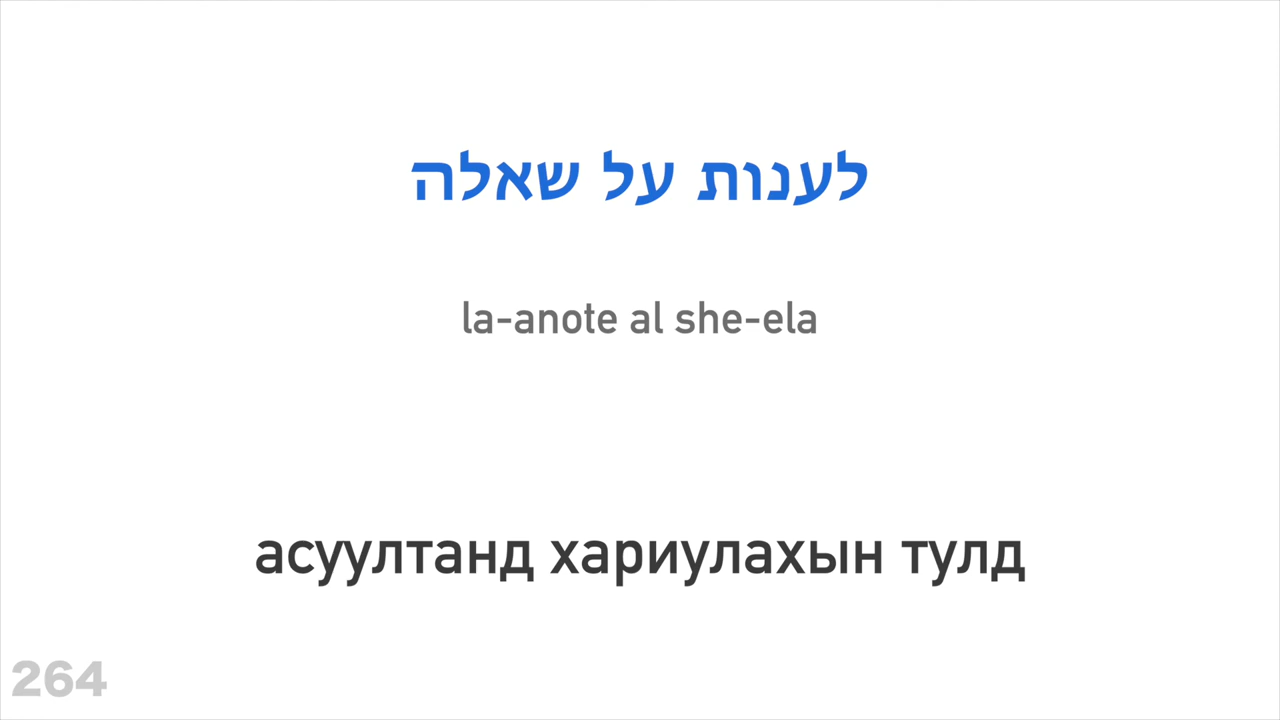 לענות על שאלה
la-anote al she-ela
асуултанд хариулахын тулд
264